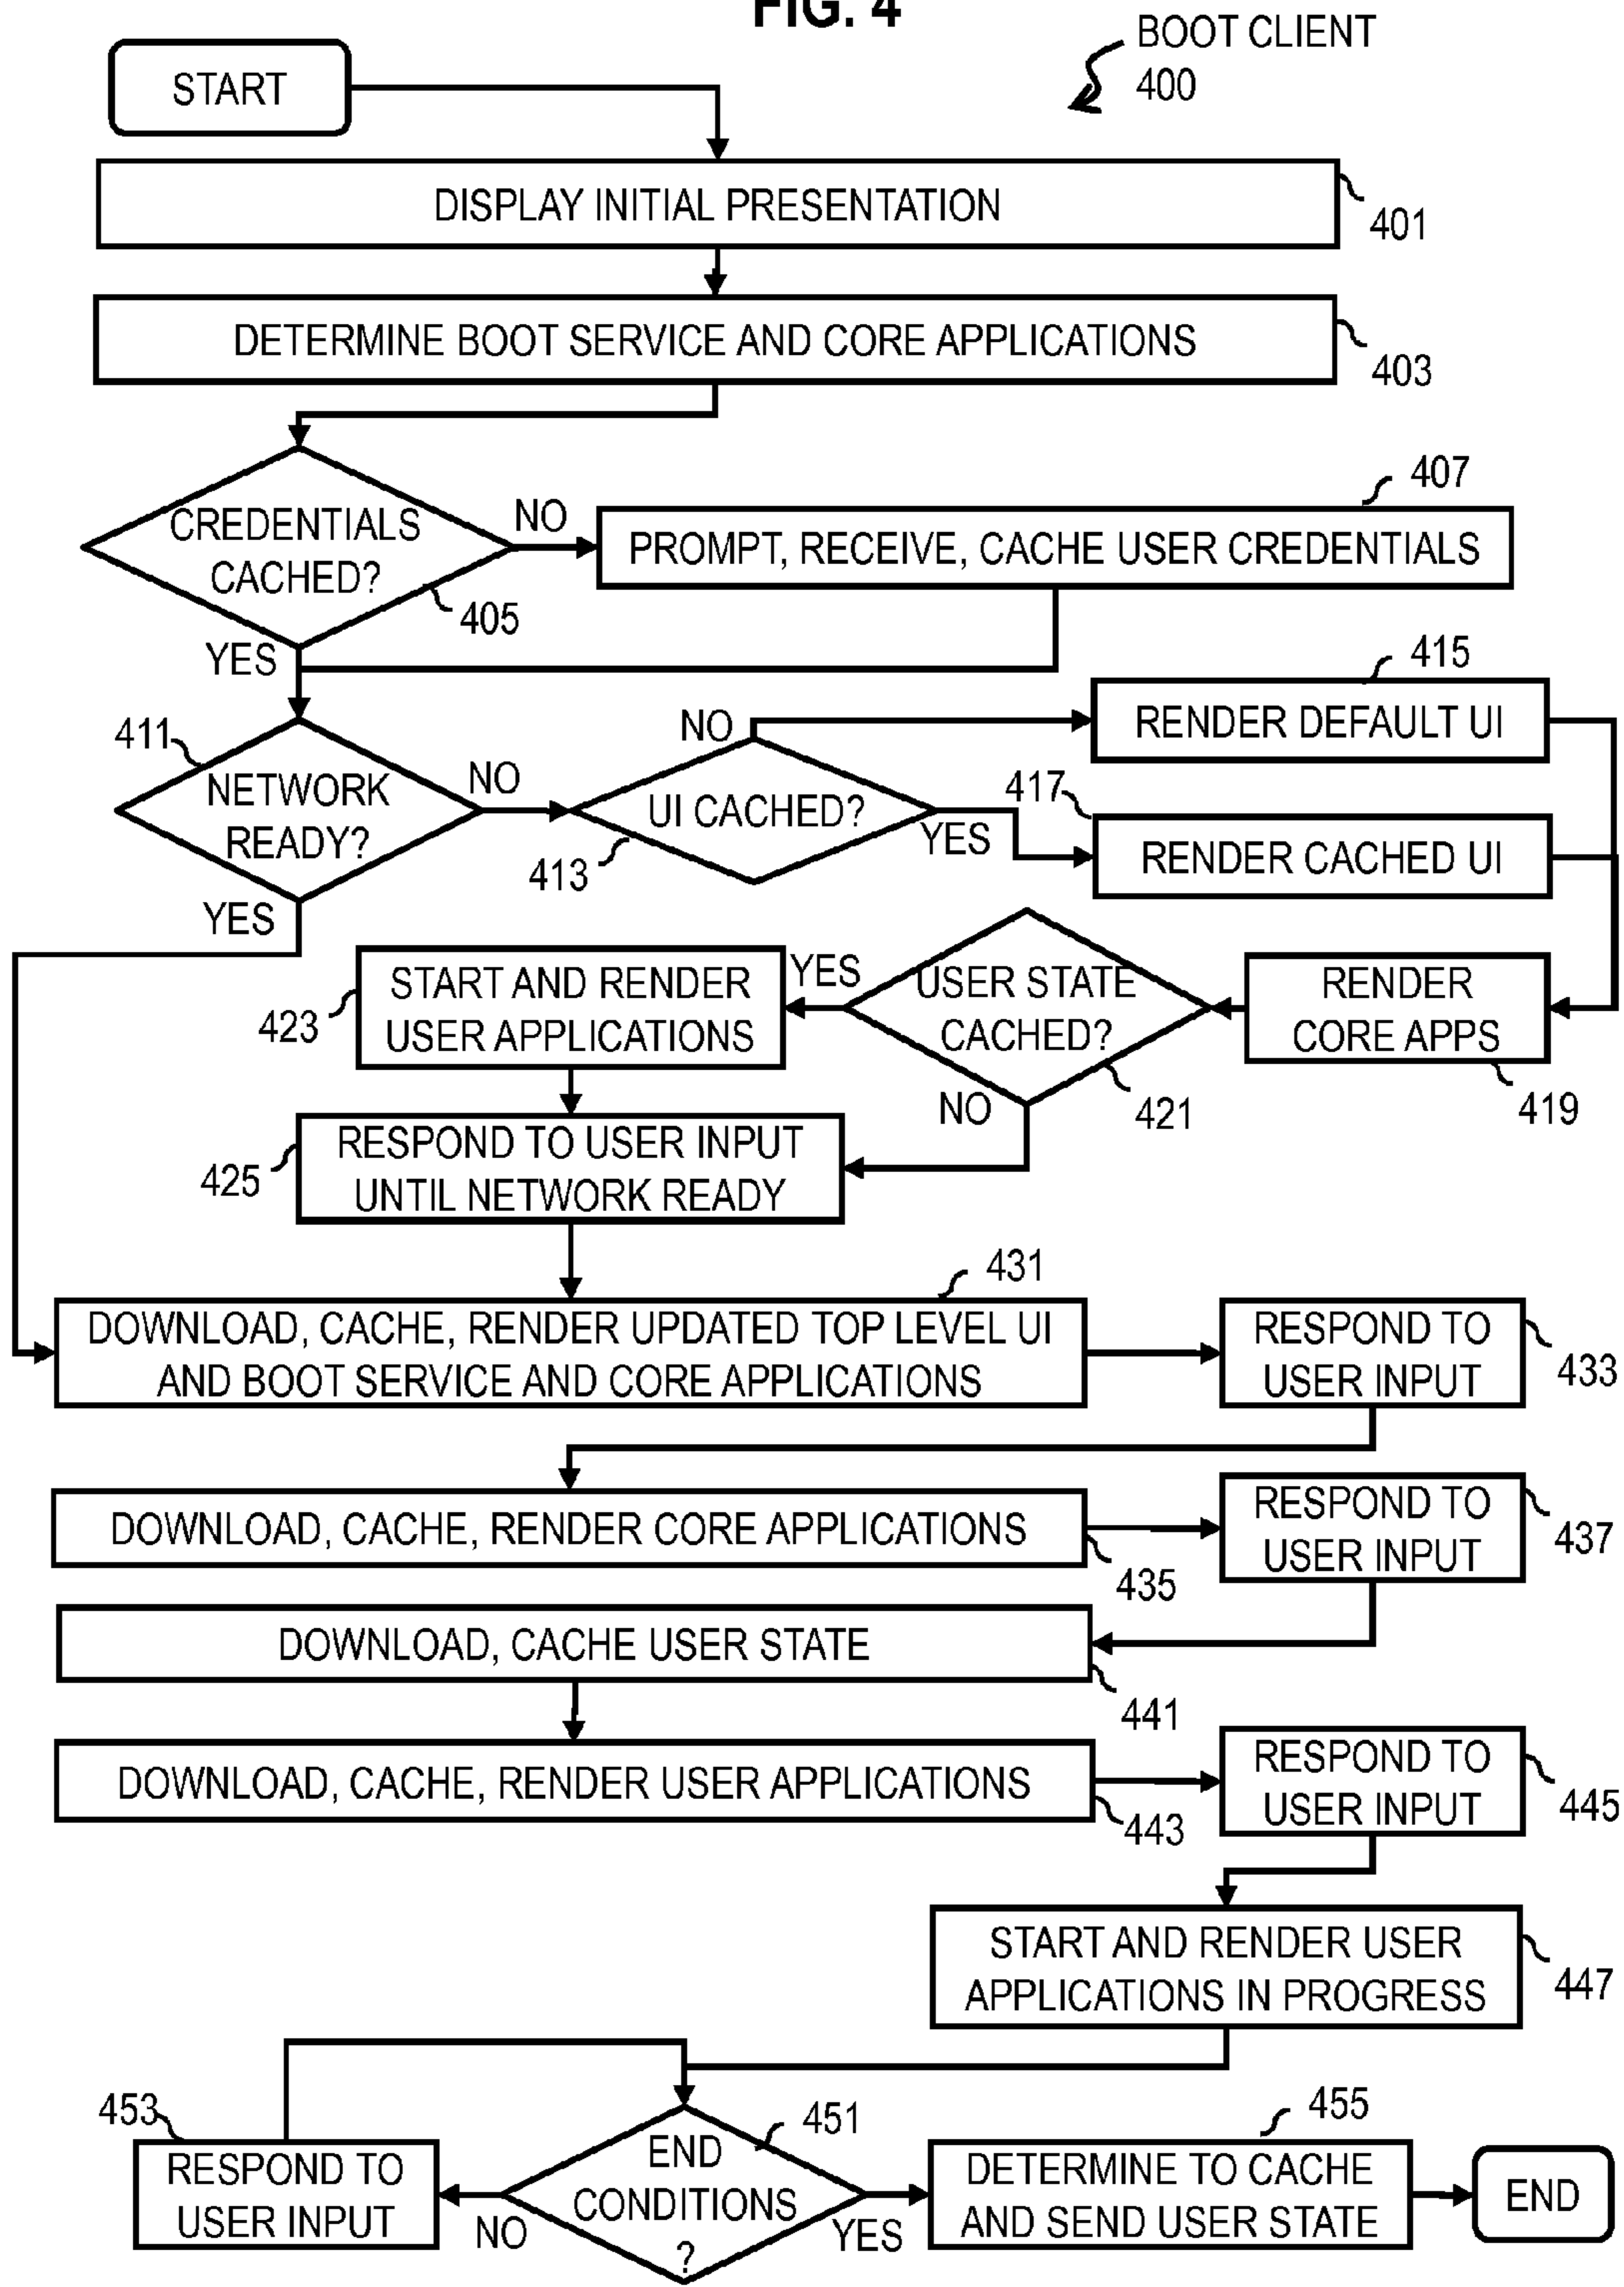 FIG. 4
BOOT CLIENT
400
START
DISPLAY INITIAL PRESENTATION
401
DETERMINE BOOT SERVICE AND CORE APPLICATIONS
403
CREDENTIALS
CACHED?
405
NO
YES
407
PROMPT, RECEIVE, CACHE USER CREDENTIALS
411
NETWORK
READY?
NO
YES
UI CACHED?
413
NO
YES
415
RENDER DEFAULT UI
417
RENDER CACHED UI
RENDER
CORE APPS
419
USER STATE
CACHED?
421
YES
NO
START AND RENDER
USER APPLICATIONS
423
RESPOND TO USER INPUT
UNTIL NETWORK READY
425
431
DOWNLOAD, CACHE, RENDER UPDATED TOP LEVEL UI
AND BOOT SERVICE AND CORE APPLICATIONS
RESPOND TO
USER INPUT
433
DOWNLOAD, CACHE, RENDER CORE APPLICATIONS
435
RESPOND TO
USER INPUT
437
DOWNLOAD, CACHE USER STATE
441
DOWNLOAD, CACHE, RENDER USER APPLICATIONS
443
RESPOND TO
USER INPUT
445
START AND RENDER USER
APPLICATIONS IN PROGRESS
447
453
RESPOND TO
USER INPUT
451
END
CONDITIONS
?
NO
YES
455
DETERMINE TO CACHE
AND SEND USER STATE
END